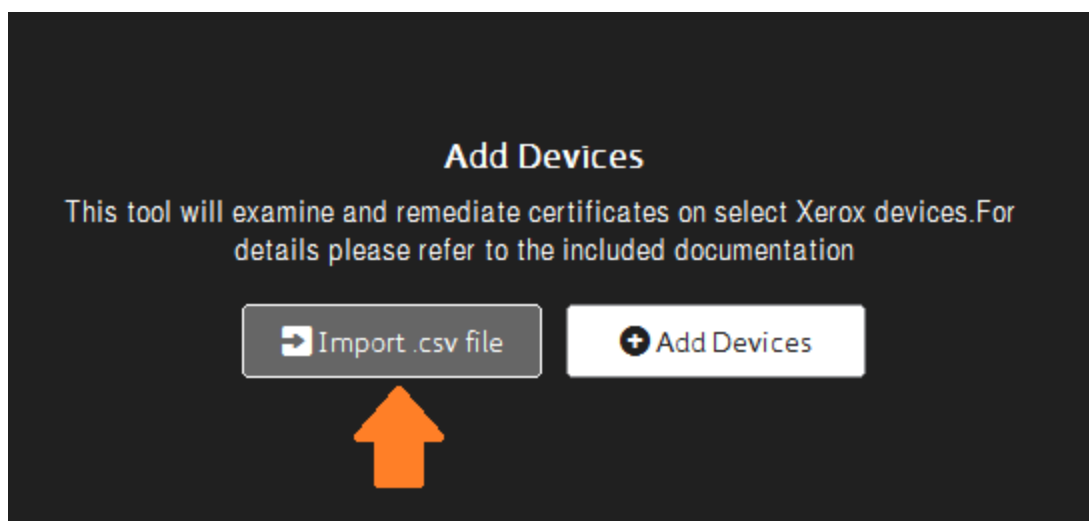 Add Devices
This tool will examine and remediate certificates on select Xerox devices.For
details please refer to the included documentation
Import .csv file
Add Devices